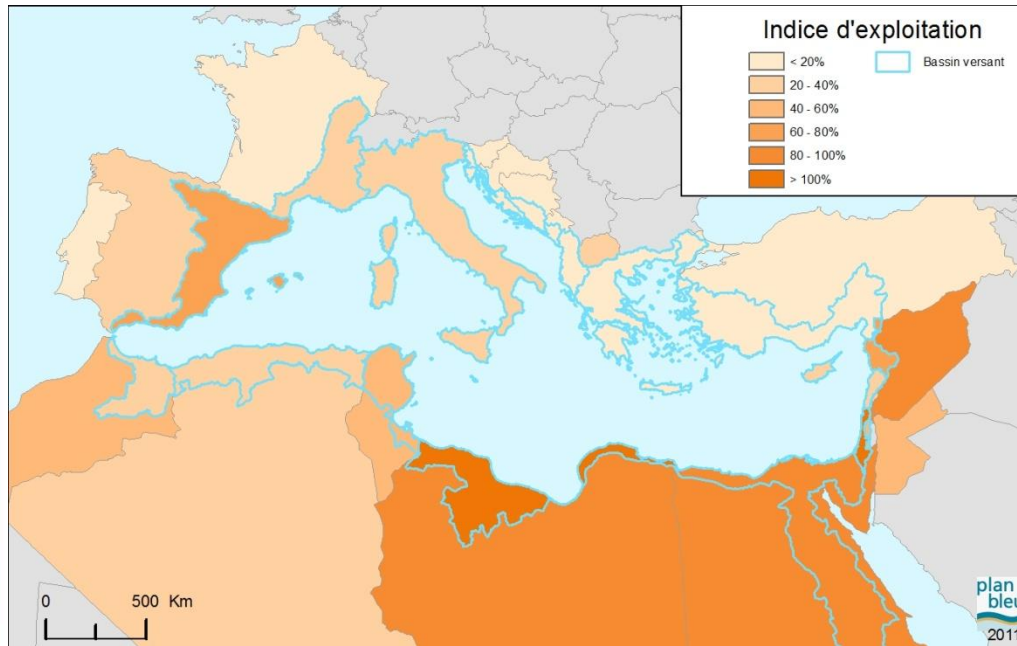 Indice d'exploitation
< 20%
Bassin versant
20 - 40%
40 - 60%
60 - 80%
80 - 100%
> 100%
0 500 Km
plan
bleu
2011